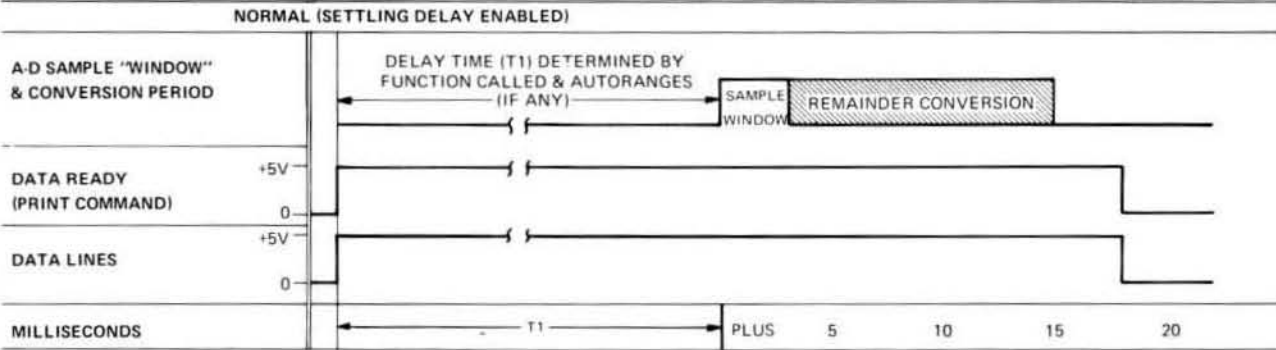 NORMAL (SETTLING DELAY ENABLED)
A-D SAMPLE "WINDOW"
& CONVERSION PERIOD
DELAY TIME (T1) DETERMINED BY
FUNCTION CALLED & AUTORANGES
(IF ANY)
SAMPLE
WINDOW
REMAINDER CONVERSION
DATA READY
(PRINT COMMAND)
+5V
0
DATA LINES
+5V
0
MILLISECONDS
T1
PLUS 5 10 15 20